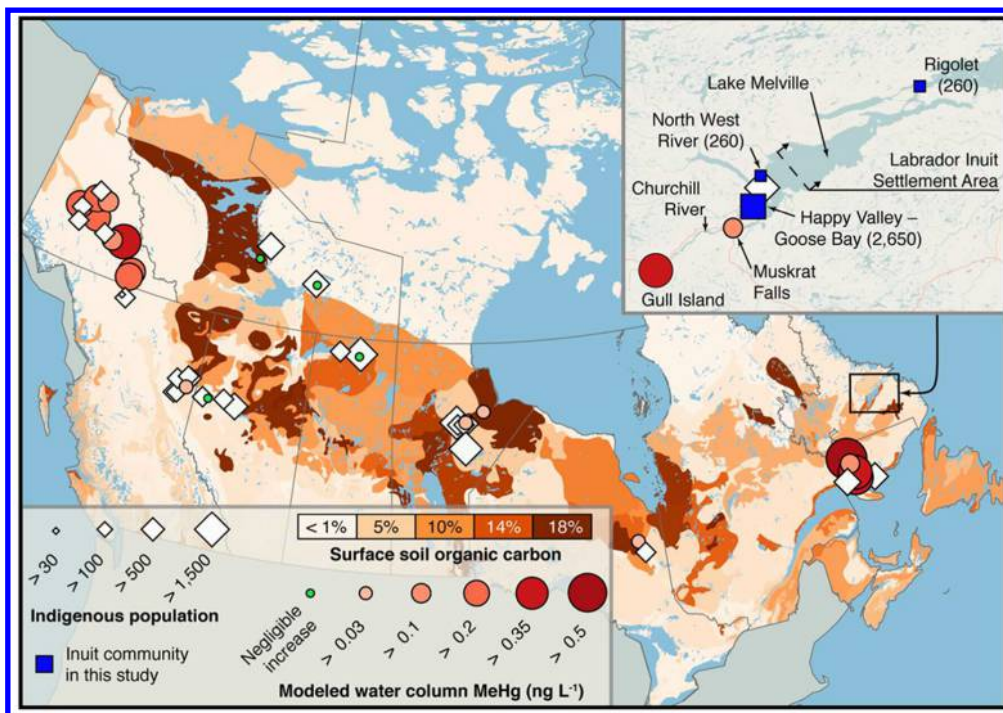 Rigolet
(260)
Lake Melville
North West
River (260)
Labrador Inuit
Settlement Area
Churchill
River
Happy Valley –
Goose Bay (2,650)
Muskrat
Falls
Gull Island
< 1%
5%
10%
14%
18%
Surface soil organic carbon
> 30
> 100
> 500
> 1,500
Indigenous population
Inuit community
in this study
Negligible
increase
> 0.03
> 0.1
> 0.2
> 0.35
> 0.5
Modeled water column MeHg (ng L⁻¹)